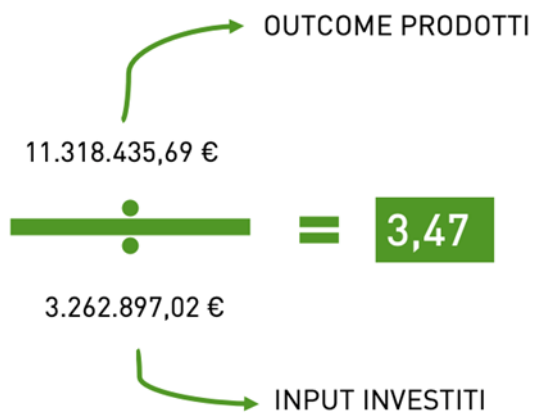 OUTCOME PRODOTTI
11.318.435,69 €
= 3,47
3.262.897,02 €
INPUT INVESTITI